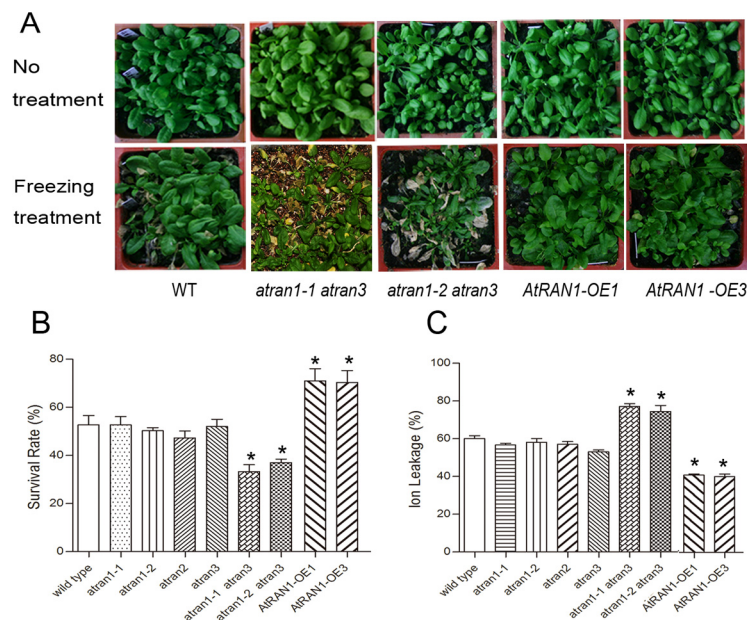 A
No
treatment
Freezing
treatment
WT
atran1-1 atran3
atran1-2 atran3
AtRAN1-OE1
AtRAN1 -OE3
B
Survival Rate (%)
80
60
40
20
0
wild type
atran1-1
atran1-2
atran2
atran3
atran1-1 atran3
atran1-2 atran3
AtRAN1-OE1
AtRAN1-OE3
* * * *
C
Ion Leakage (%)
100
80
60
40
20
0
wild type
atran1-1
atran1-2
atran2
atran3
atran1-1 atran3
atran1-2 atran3
AtRAN1-OE1
AtRAN1-OE3
* * * *